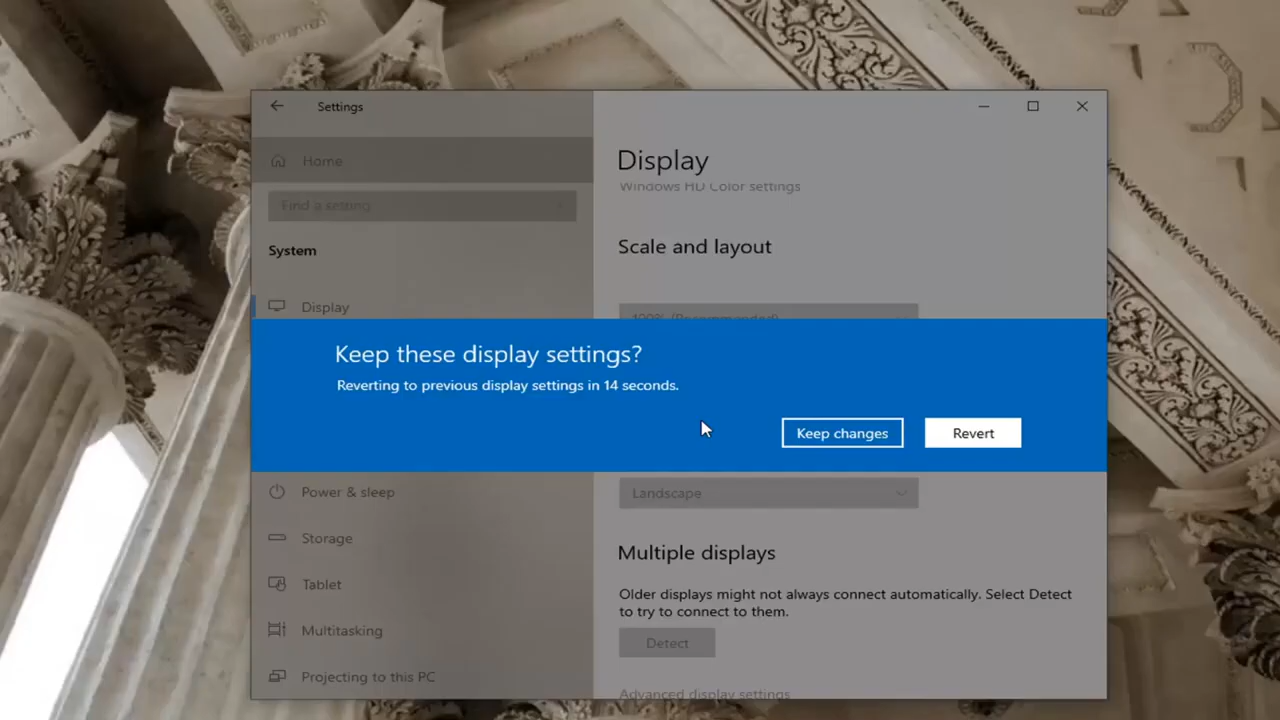 Settings
Home
Find a setting
System
Display
Display
Windows HD Color settings
Scale and layout
100% (Recommended)
Keep these display settings?
Reverting to previous display settings in 14 seconds.
Keep changes
Revert
Power & sleep
Storage
Tablet
Multitasking
Projecting to this PC
Landscape
Multiple displays
Older displays might not always connect automatically. Select Detect
to try to connect to them.
Detect
Advanced display settings